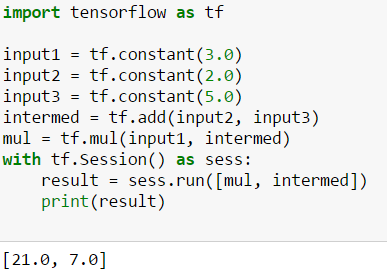 import tensorflow as tf
input1 = tf.constant(3.0)
input2 = tf.constant(2.0)
input3 = tf.constant(5.0)
intermed = tf.add(input2, input3)
mul = tf.mul(input1, intermed)
with tf.Session() as sess:
    result = sess.run([mul, intermed])
    print(result)
[21.0, 7.0]